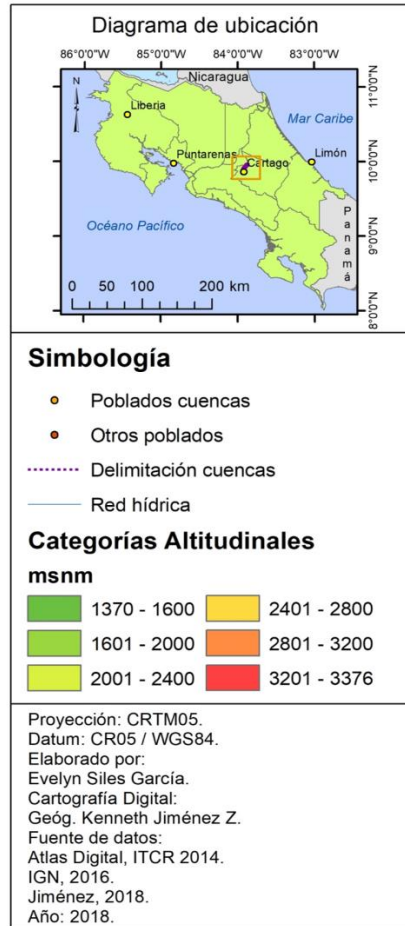 Diagrama de ubicación
86°0'0"W 85°0'0"W 84°0'0"W 83°0'0"W
Nicaragua
11°0'0"N
N
Liberia
Mar Caribe
Puntarenas
Cartago
Limón
10°0'0"N
Océano Pacífico
Panamá
9°0'0"N
0 50 100 200 km
8°0'0"N
Simbología
Poblados cuencas
Otros poblados
Delimitación cuencas
Red hídrica
Categorías Altitudinales
msnm
1370 - 1600 2401 - 2800
1601 - 2000 2801 - 3200
2001 - 2400 3201 - 3376
Proyección: CRTM05.
Datum: CR05 / WGS84.
Elaborado por:
Evelyn Siles García.
Cartografía Digital:
Geóg. Kenneth Jiménez Z.
Fuente de datos:
Atlas Digital, ITCR 2014.
IGN, 2016.
Jiménez, 2018.
Año: 2018.